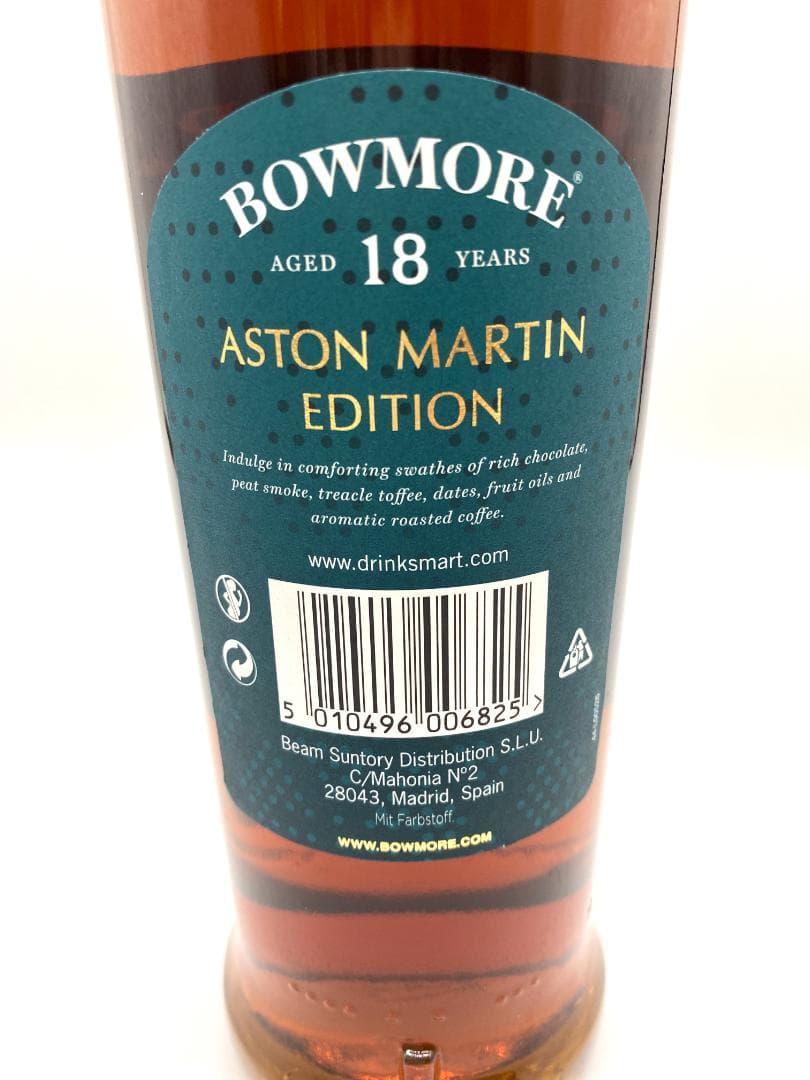 BOWMORE®
AGED 18 YEARS
ASTON MARTIN
EDITION
Indulge in comforting swathes of rich chocolate,
peat smoke, treacle toffee, dates, fruit oils and
aromatic roasted coffee.
www.drinksmart.com
5 010496 006825 >
Beam Suntory Distribution S.L.U.
C/Mahonia Nº2
28043, Madrid, Spain
Mit Farbstoff.
WWW.BOWMORE.COM